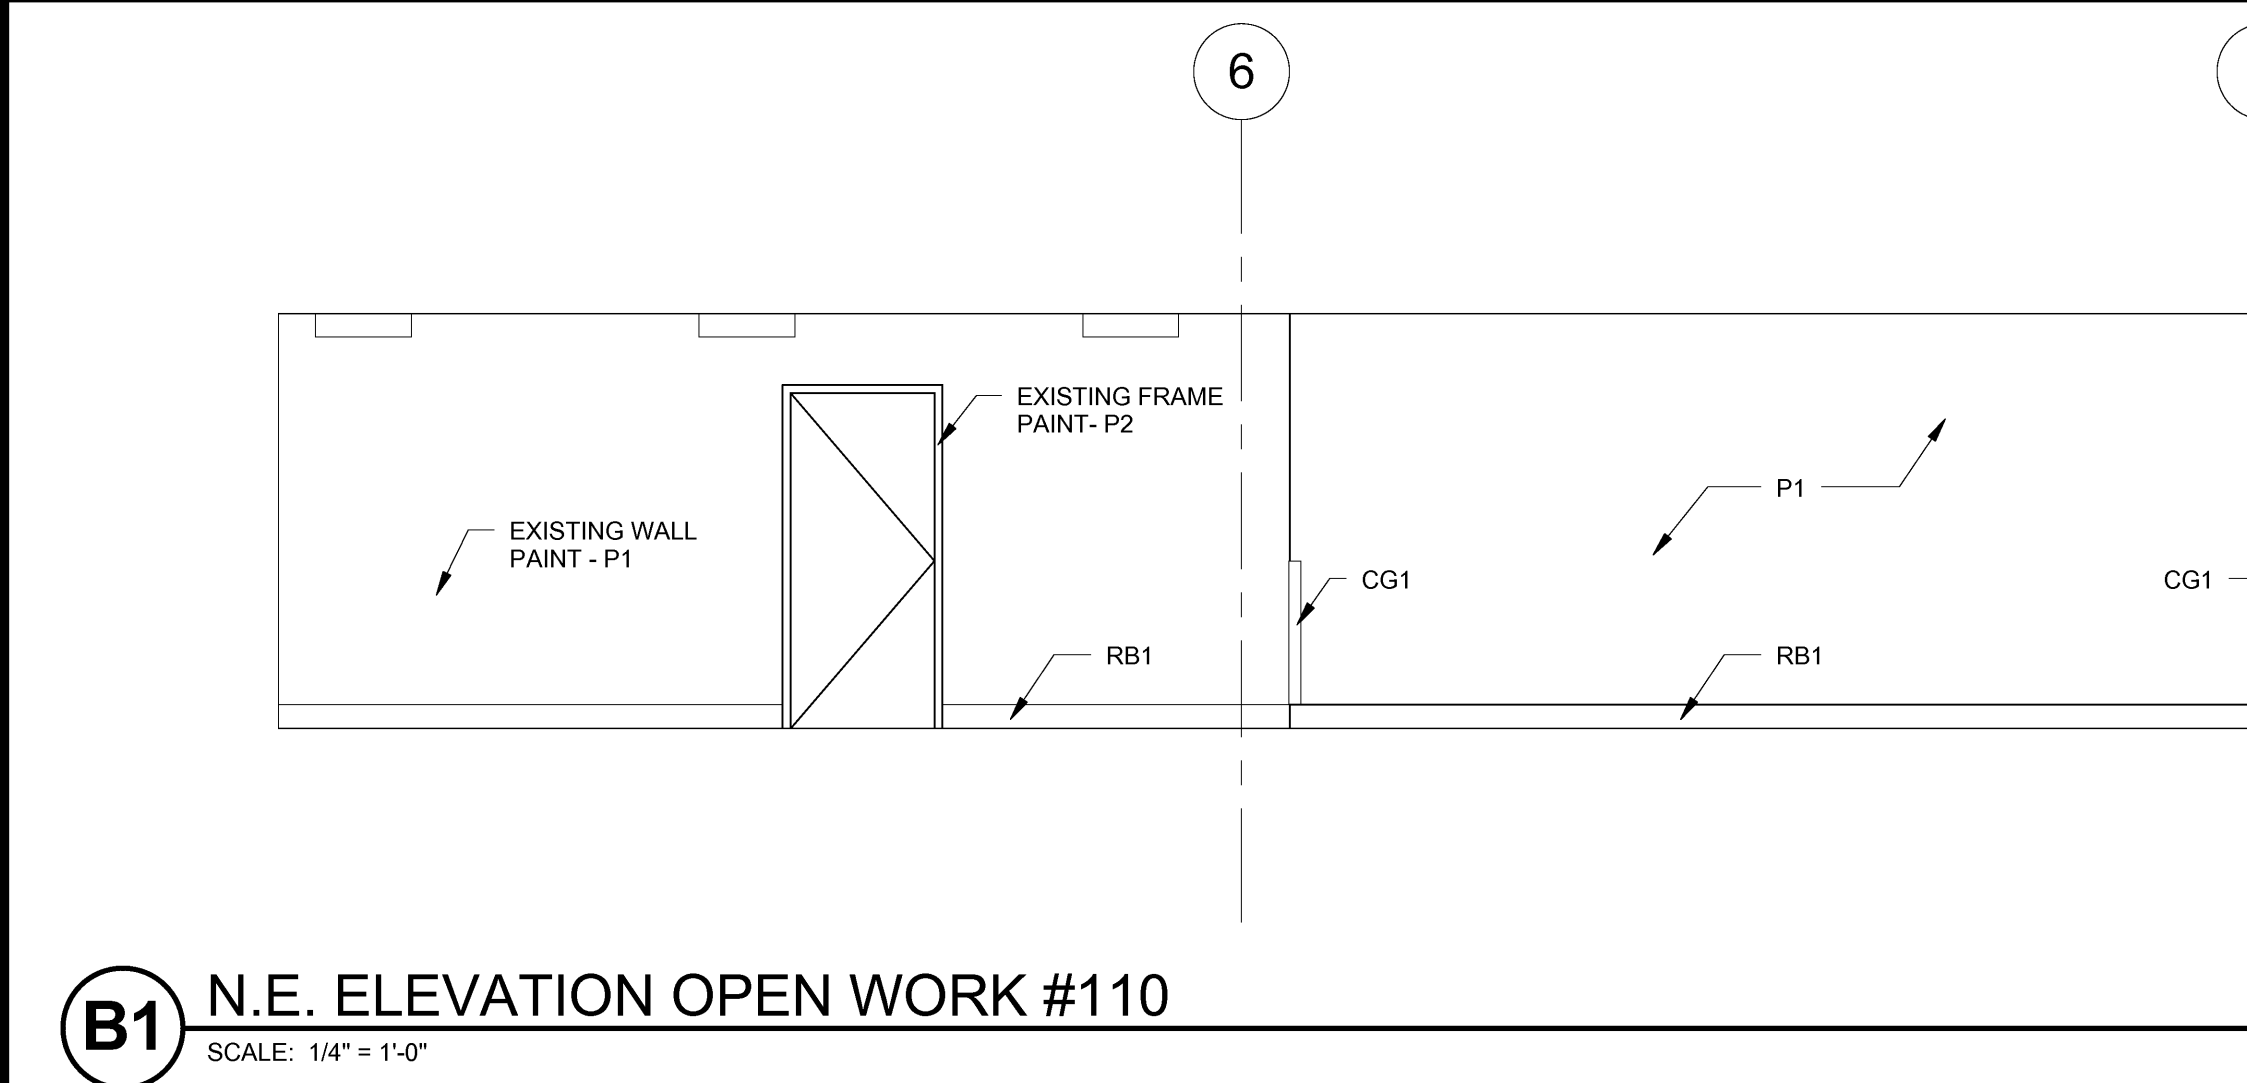 6
EXISTING FRAME
PAINT- P2
P1
EXISTING WALL
PAINT - P1
CG1
CG1
RB1
RB1
B1
N.E. ELEVATION OPEN WORK #110
SCALE: 1/4" = 1'-0"